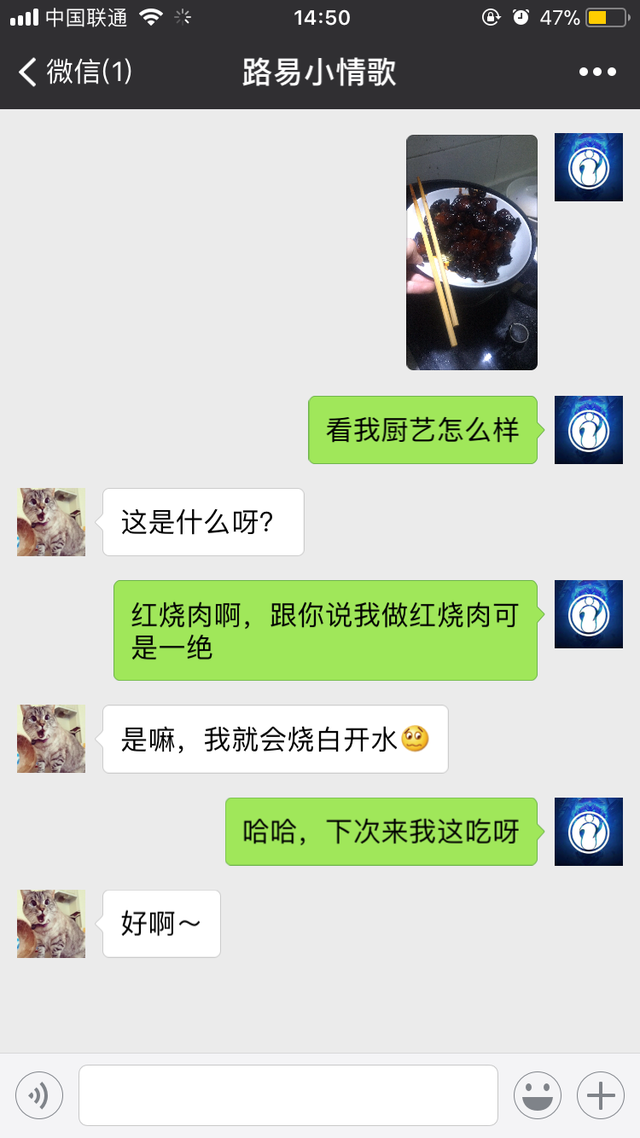 中国联通
14:50
47%
微信(1)
路易小情歌
看我厨艺怎么样
这是什么呀?
红烧肉啊，跟你说我做红烧肉可
是一绝
是嘛，我就会烧白开水
哈哈，下次来我这吃呀
好啊～